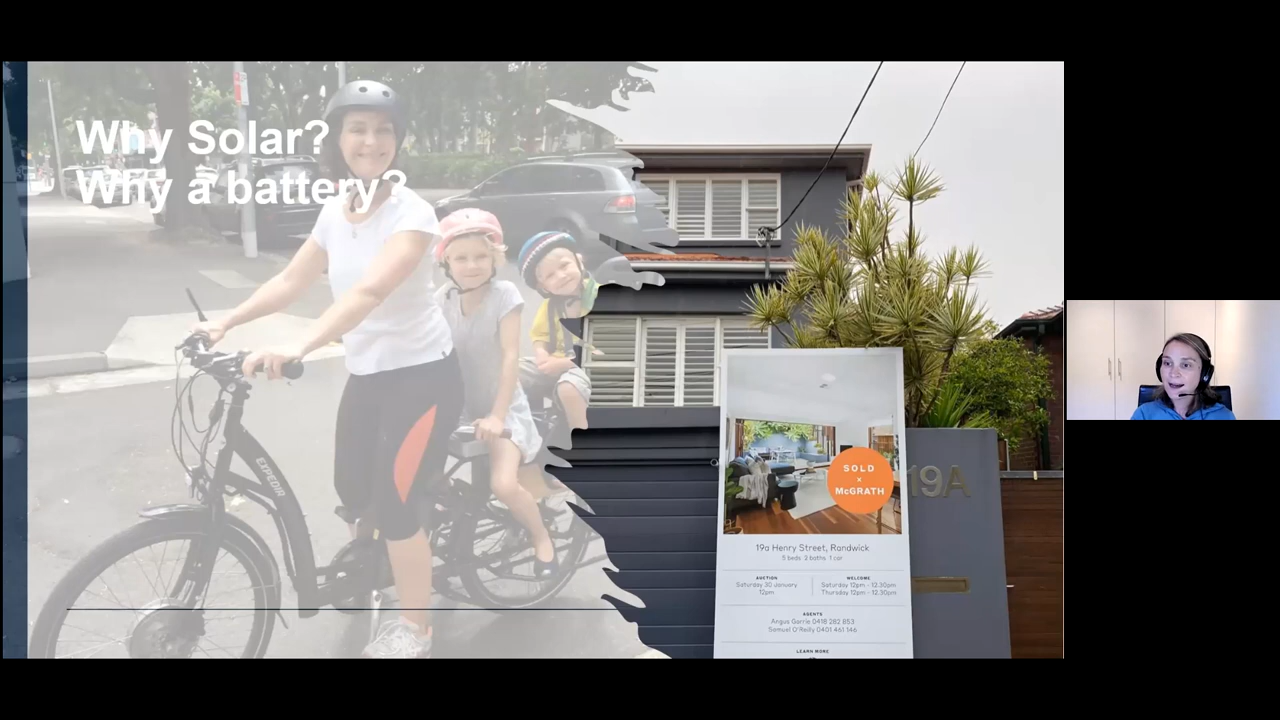 Why Solar?
Why a battery?
EXPEDIA
SOLD
×
McGRATH
19A
19a Henry Street, Randwick
5 beds 3 baths 1 car
AUCTION
Saturday 30 January
12pm
WELCOME
Saturday 12pm - 12.30pm
Thursday 12pm - 12.30pm
AGENTS
Angus Gorrie 0418 282 853
Samuel O'Reilly 0401 461 146
LEARN MORE